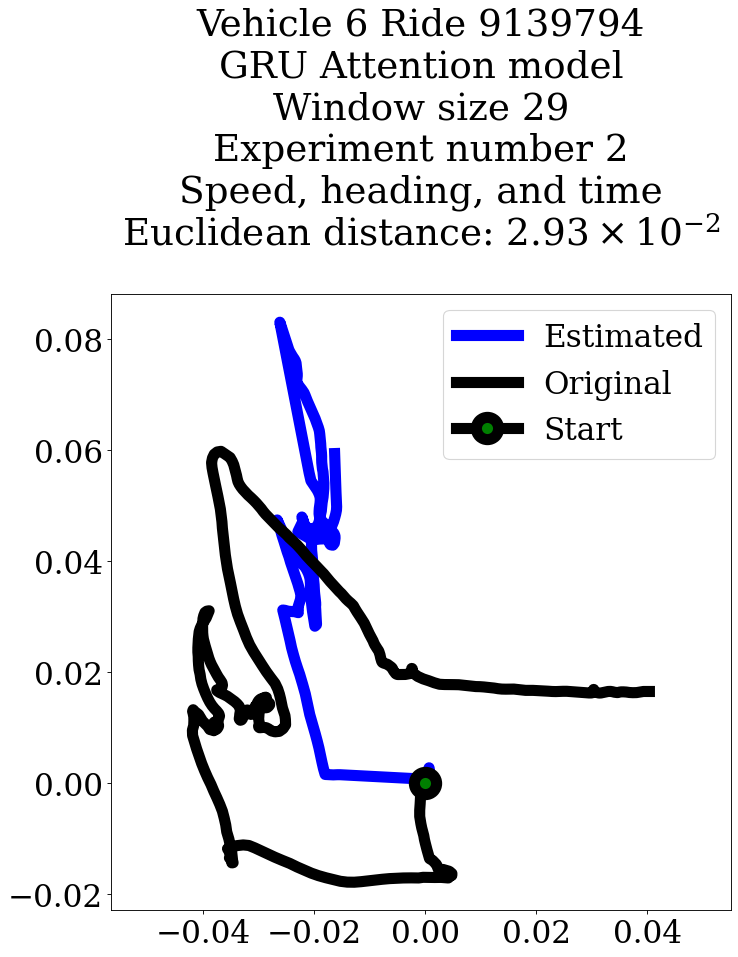 Vehicle 6 Ride 9139794
GRU Attention model
Window size 29
Experiment number 2
Speed, heading, and time
Euclidean distance: 2.93 × 10⁻²
Estimated
Original
Start
0.08
0.06
0.04
0.02
0.00
−0.02
−0.04 −0.02 0.00 0.02 0.04